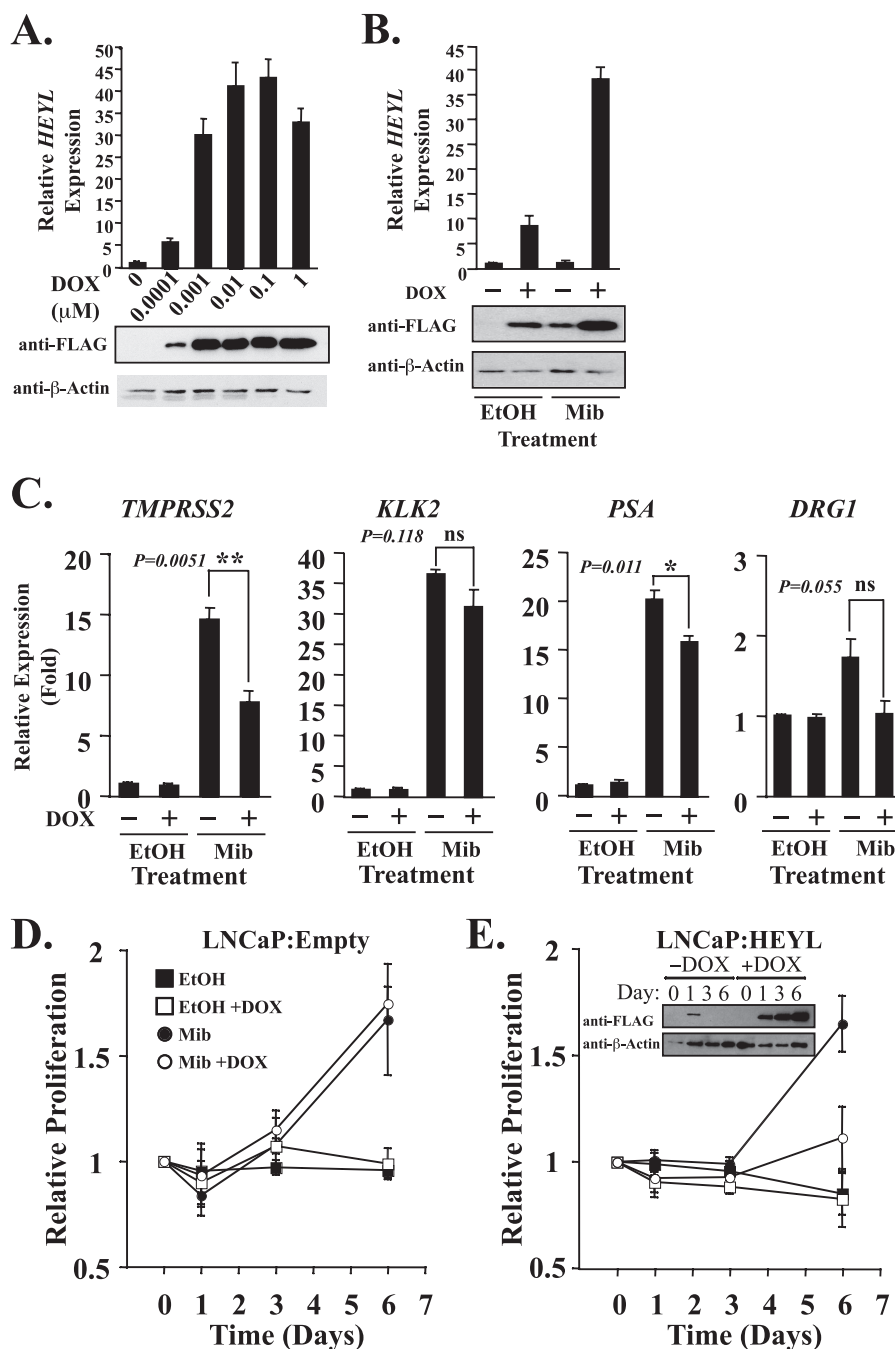 A.
B.
Relative HEYL Expression
50
45
40
35
30
25
20
15
10
5
0
DOX (μM)
0
0.0001
0.001
0.01
0.1
1
anti-FLAG
anti-β-Actin
Relative HEYL Expression
45
40
35
30
25
20
15
10
5
0
DOX
− + − +
anti-FLAG
anti-β-Actin
EtOH Mib
Treatment
C.
TMPRSS2
KLK2
PSA
DRG1
Relative Expression (Fold)
P=0.0051
**
20
15
10
5
0
DOX
− + − +
EtOH Mib
Treatment
P=0.118
ns
40
35
30
25
20
15
10
5
0
− + − +
EtOH Mib
Treatment
P=0.011
*
25
20
15
10
5
0
− + − +
EtOH Mib
Treatment
P=0.055
ns
3
2
1
0
− + − +
EtOH Mib
Treatment
D.
LNCaP:Empty
Relative Proliferation
2
1.5
1
0.5
EtOH
EtOH +DOX
Mib
Mib +DOX
0 1 2 3 4 5 6 7
Time (Days)
E.
LNCaP:HEYL
−DOX +DOX
Day: 0 1 3 6 0 1 3 6
anti-FLAG
anti-β-Actin
Relative Proliferation
2
1.5
1
0.5
0 1 2 3 4 5 6 7
Time (Days)